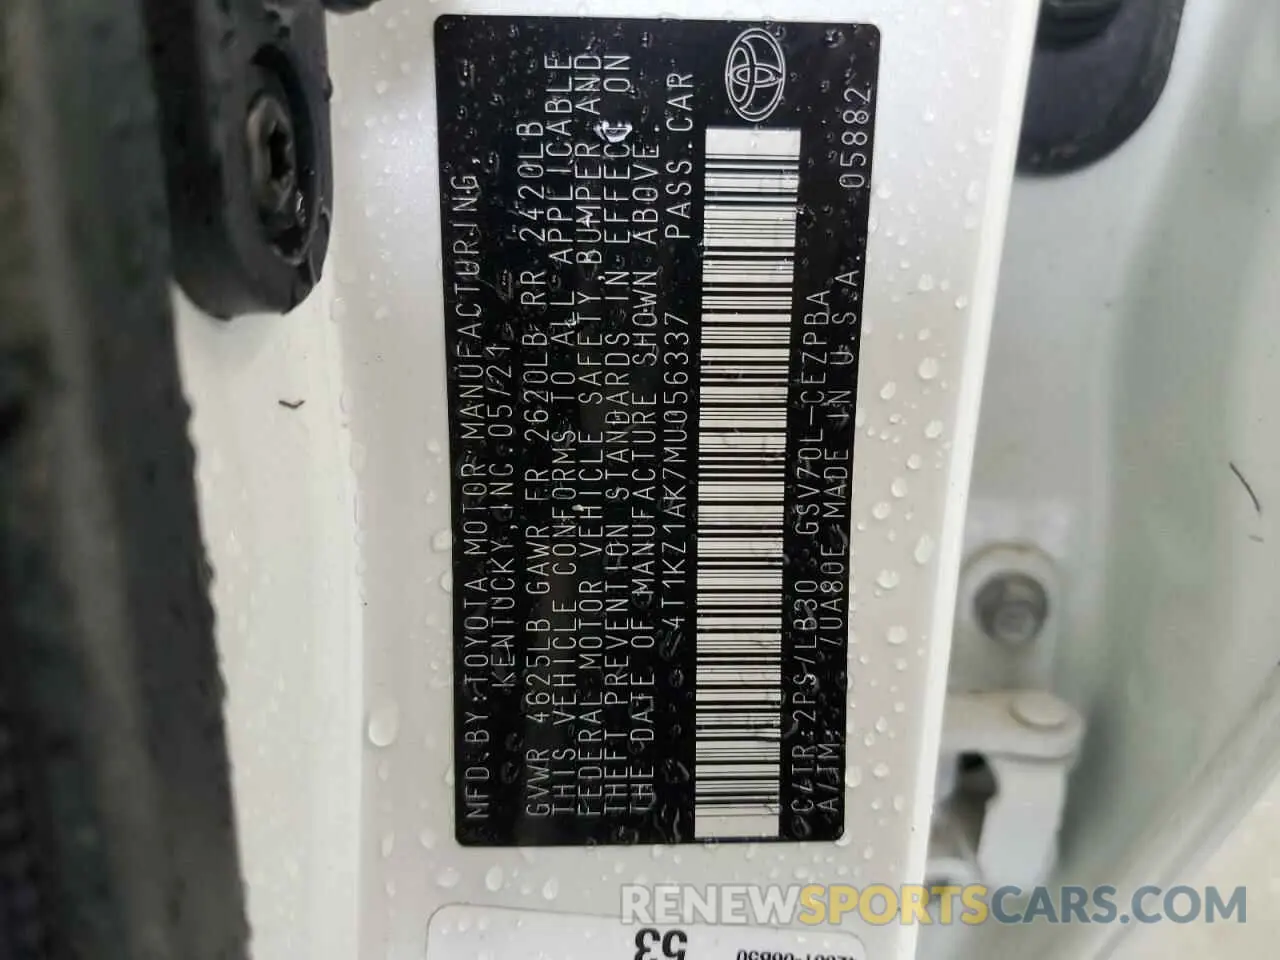 MFD.BY:TOYOTA MOTOR MANUFACTURING,
KENTUCKY,INC.05/21
GVWR 4625LB GAWR FR 2620LB RR 2420LB
THIS VEHICLE CONFORMS TO ALL APPLICABLE
FEDERAL MOTOR VEHICLE SAFETY,BUMPER,AND
THEFT PREVENTION STANDARDS IN EFFECT ON
THE DATE OF MANUFACTURE SHOWN ABOVE.
4T1KZ1AK7MU056337 PASS.CAR
C/TR:2PS/LB30 GSV70L-CEZPBA
A/TM: /UA80E MADE IN U.S.A. 05882
53
RENEWSPORTSCARS.COM